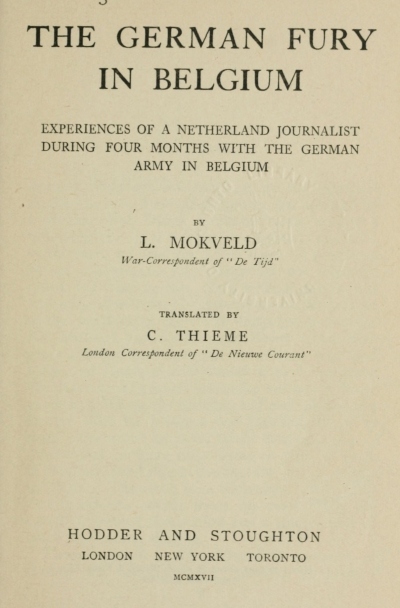 THE GERMAN FURY
IN BELGIUM
EXPERIENCES OF A NETHERLAND JOURNALIST
DURING FOUR MONTHS WITH THE GERMAN
ARMY IN BELGIUM
BY
L. MOKVELD
War-Correspondent of "De Tijd"
TRANSLATED BY
C. THIEME
London Correspondent of "De Nieuwe Courant"
HODDER AND STOUGHTON
LONDON NEW YORK TORONTO
MCMXVII